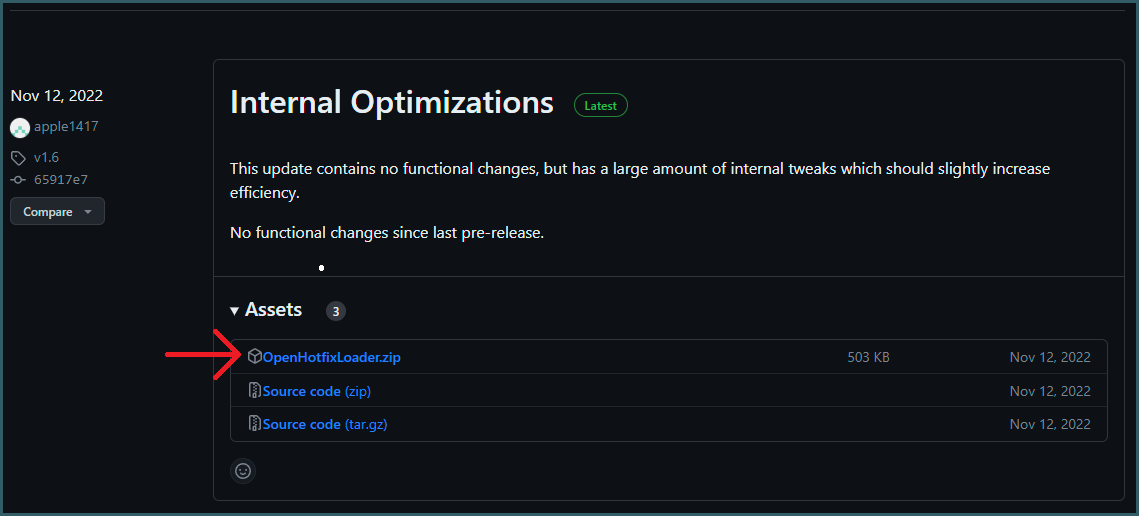 Nov 12, 2022
apple1417
v1.6
65917e7
Compare
Internal Optimizations Latest
This update contains no functional changes, but has a large amount of internal tweaks which should slightly increase
efficiency.
No functional changes since last pre-release.
Assets 3
OpenHotfixLoader.zip 503 KB Nov 12, 2022
Source code (zip) Nov 12, 2022
Source code (tar.gz) Nov 12, 2022